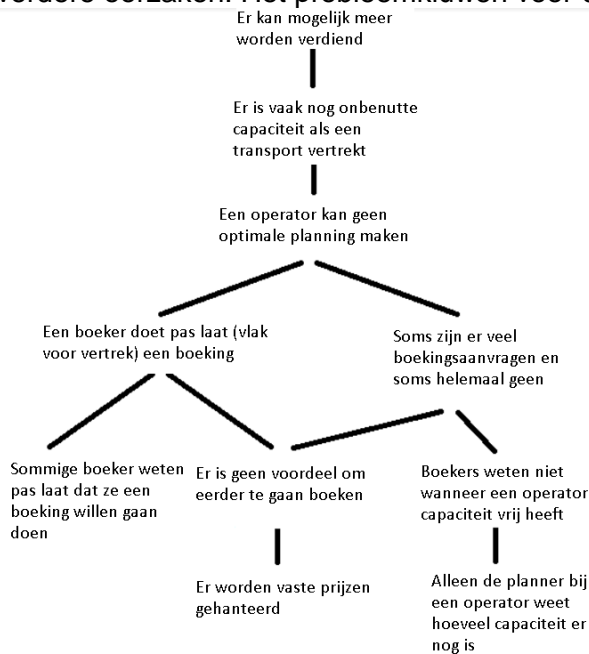 Er kan mogelijk meer
worden verdiend
Er is vaak nog onbenutte
capaciteit als een
transport vertrekt
Een operator kan geen
optimale planning maken
Een boeker doet pas laat (vlak
voor vertrek) een boeking
Soms zijn er veel
boekingsaanvragen en
soms helemaal geen
Sommige boeker weten
pas laat dat ze een
boeking willen gaan
doen
Er is geen voordeel om
eerder te gaan boeken
Boekers weten niet
wanneer een operator
capaciteit vrij heeft
Er worden vaste prijzen
gehanteerd
Alleen de planner bij
een operator weet
hoeveel capaciteit er
nog is